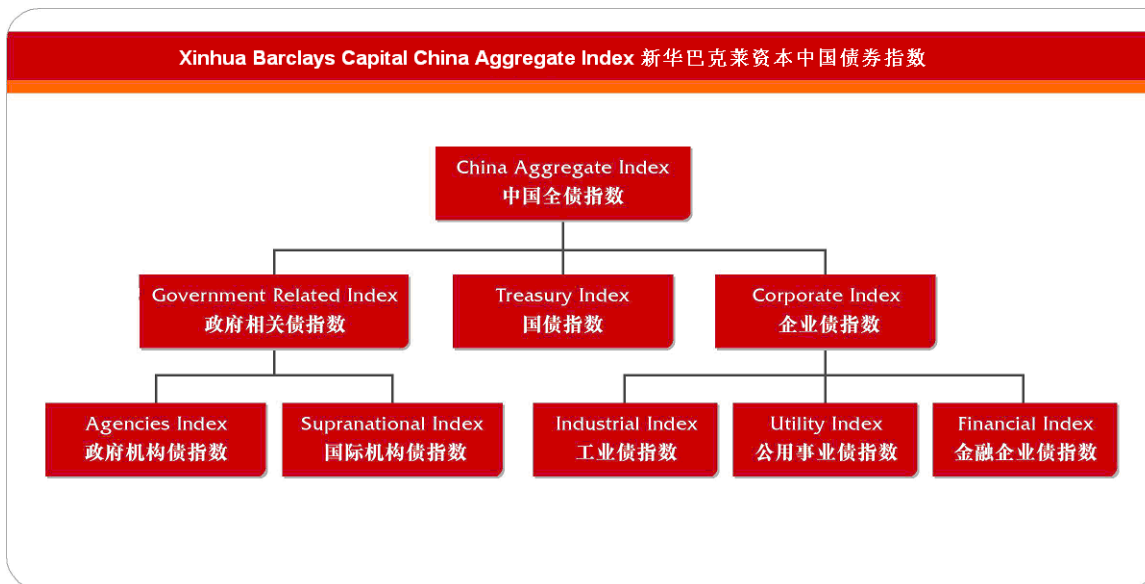 Xinhua Barclays Capital China Aggregate Index 新华巴克莱资本中国债券指数
China Aggregate Index
中国全债指数
Government Related Index
政府相关债指数
Treasury Index
国债指数
Corporate Index
企业债指数
Agencies Index
政府机构债指数
Supranational Index
国际机构债指数
Industrial Index
工业债指数
Utility Index
公用事业债指数
Financial Index
金融企业债指数